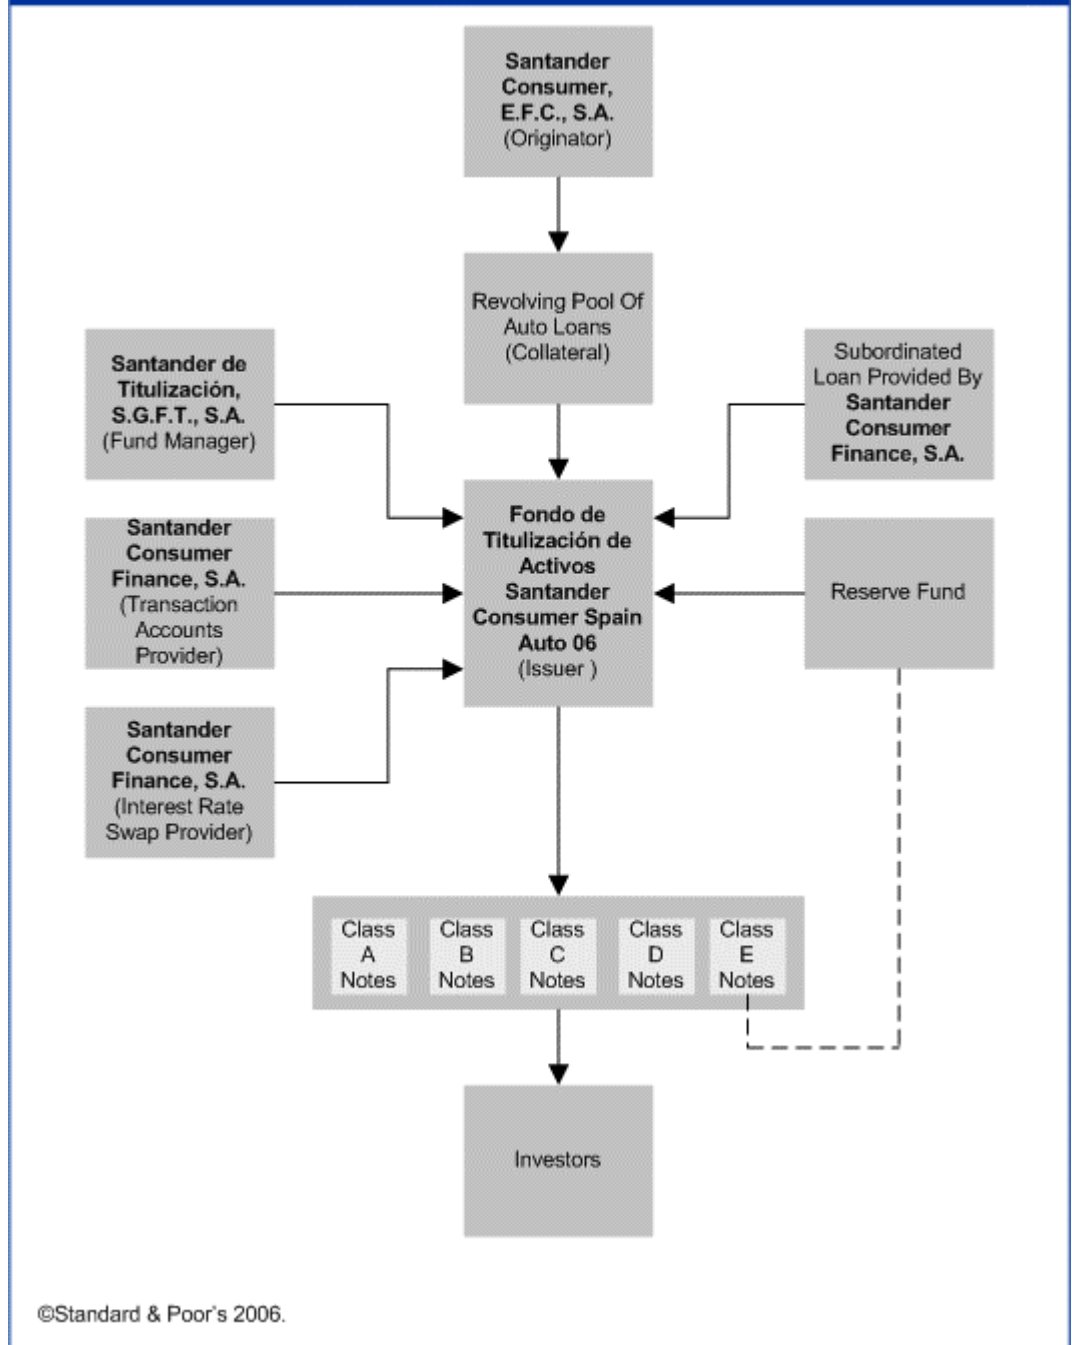 Santander
Consumer,
E.F.C., S.A.
(Originator)
Revolving Pool Of
Auto Loans
(Collateral)
Santander de
Titulización,
S.G.F.T., S.A.
(Fund Manager)
Subordinated
Loan Provided By
Santander
Consumer
Finance, S.A.
Santander
Consumer
Finance, S.A.
(Transaction
Accounts
Provider)
Fondo de
Titulización de
Activos
Santander
Consumer Spain
Auto 06
(Issuer )
Reserve Fund
Santander
Consumer
Finance, S.A.
(Interest Rate
Swap Provider)
Class
A
Notes
Class
B
Notes
Class
C
Notes
Class
D
Notes
Class
E
Notes
Investors
©Standard & Poor's 2006.